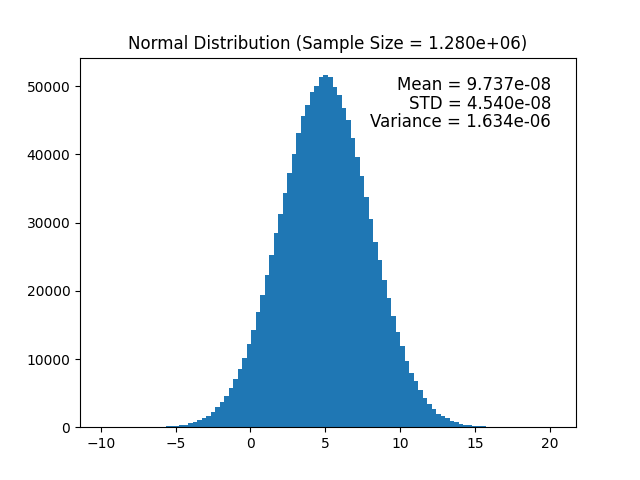 Normal Distribution (Sample Size = 1.280e+06)
Mean = 9.737e-08
STD = 4.540e-08
Variance = 1.634e-06
50000
40000
30000
20000
10000
0
−10 −5 0 5 10 15 20